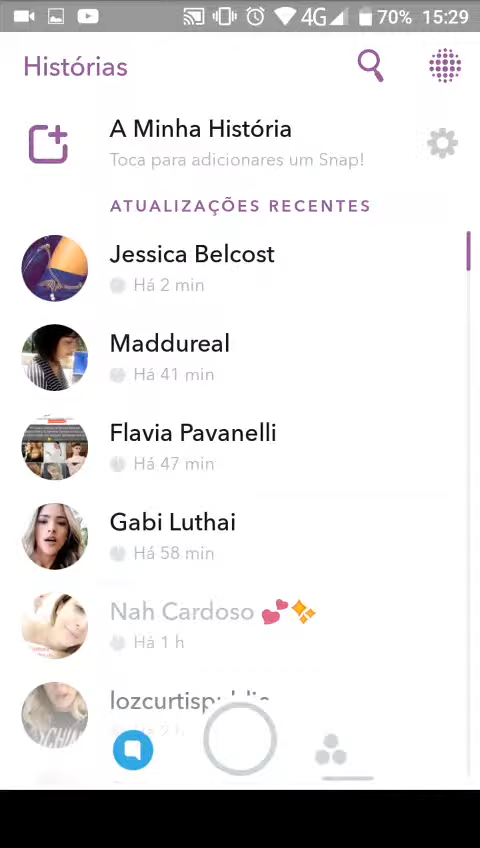 4G 70% 15:29
Histórias
A Minha História
Toca para adicionares um Snap!
ATUALIZAÇÕES RECENTES
Jessica Belcost
Há 2 min
Maddureal
Há 41 min
Flavia Pavanelli
Há 47 min
Gabi Luthai
Há 58 min
Nah Cardoso 💕✨
Há 1 h
lozcurtispublic